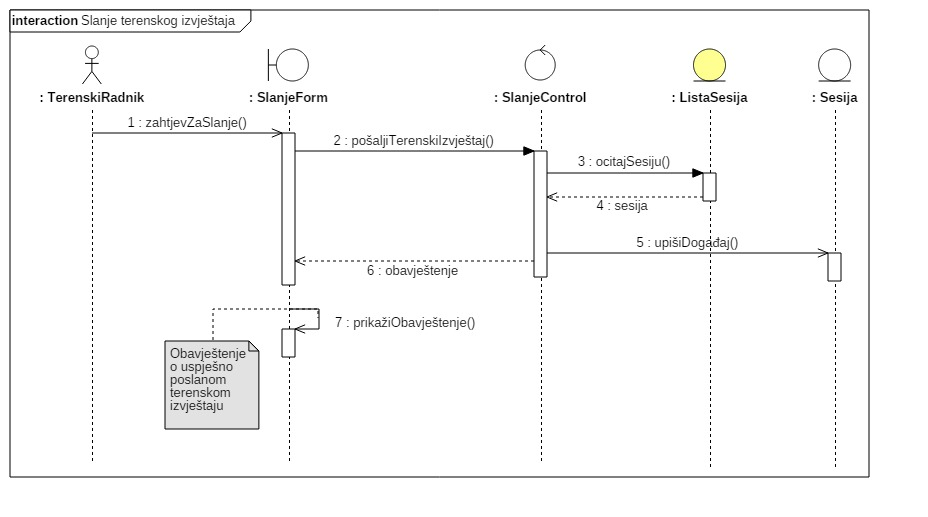 interaction Slanje terenskog izvještaja
: TerenskiRadnik
: SlanjeForm
: SlanjeControl
: ListaSesija
: Sesija
1 : zahtjevZaSlanje()
2 : pošaljiTerenskiIzvještaj()
3 : ocitajSesiju()
4 : sesija
5 : upišiDogađaj()
6 : obavještenje
7 : prikažiObavještenje()
Obavještenje
o uspješno
poslanom
terenskom
izvještaju